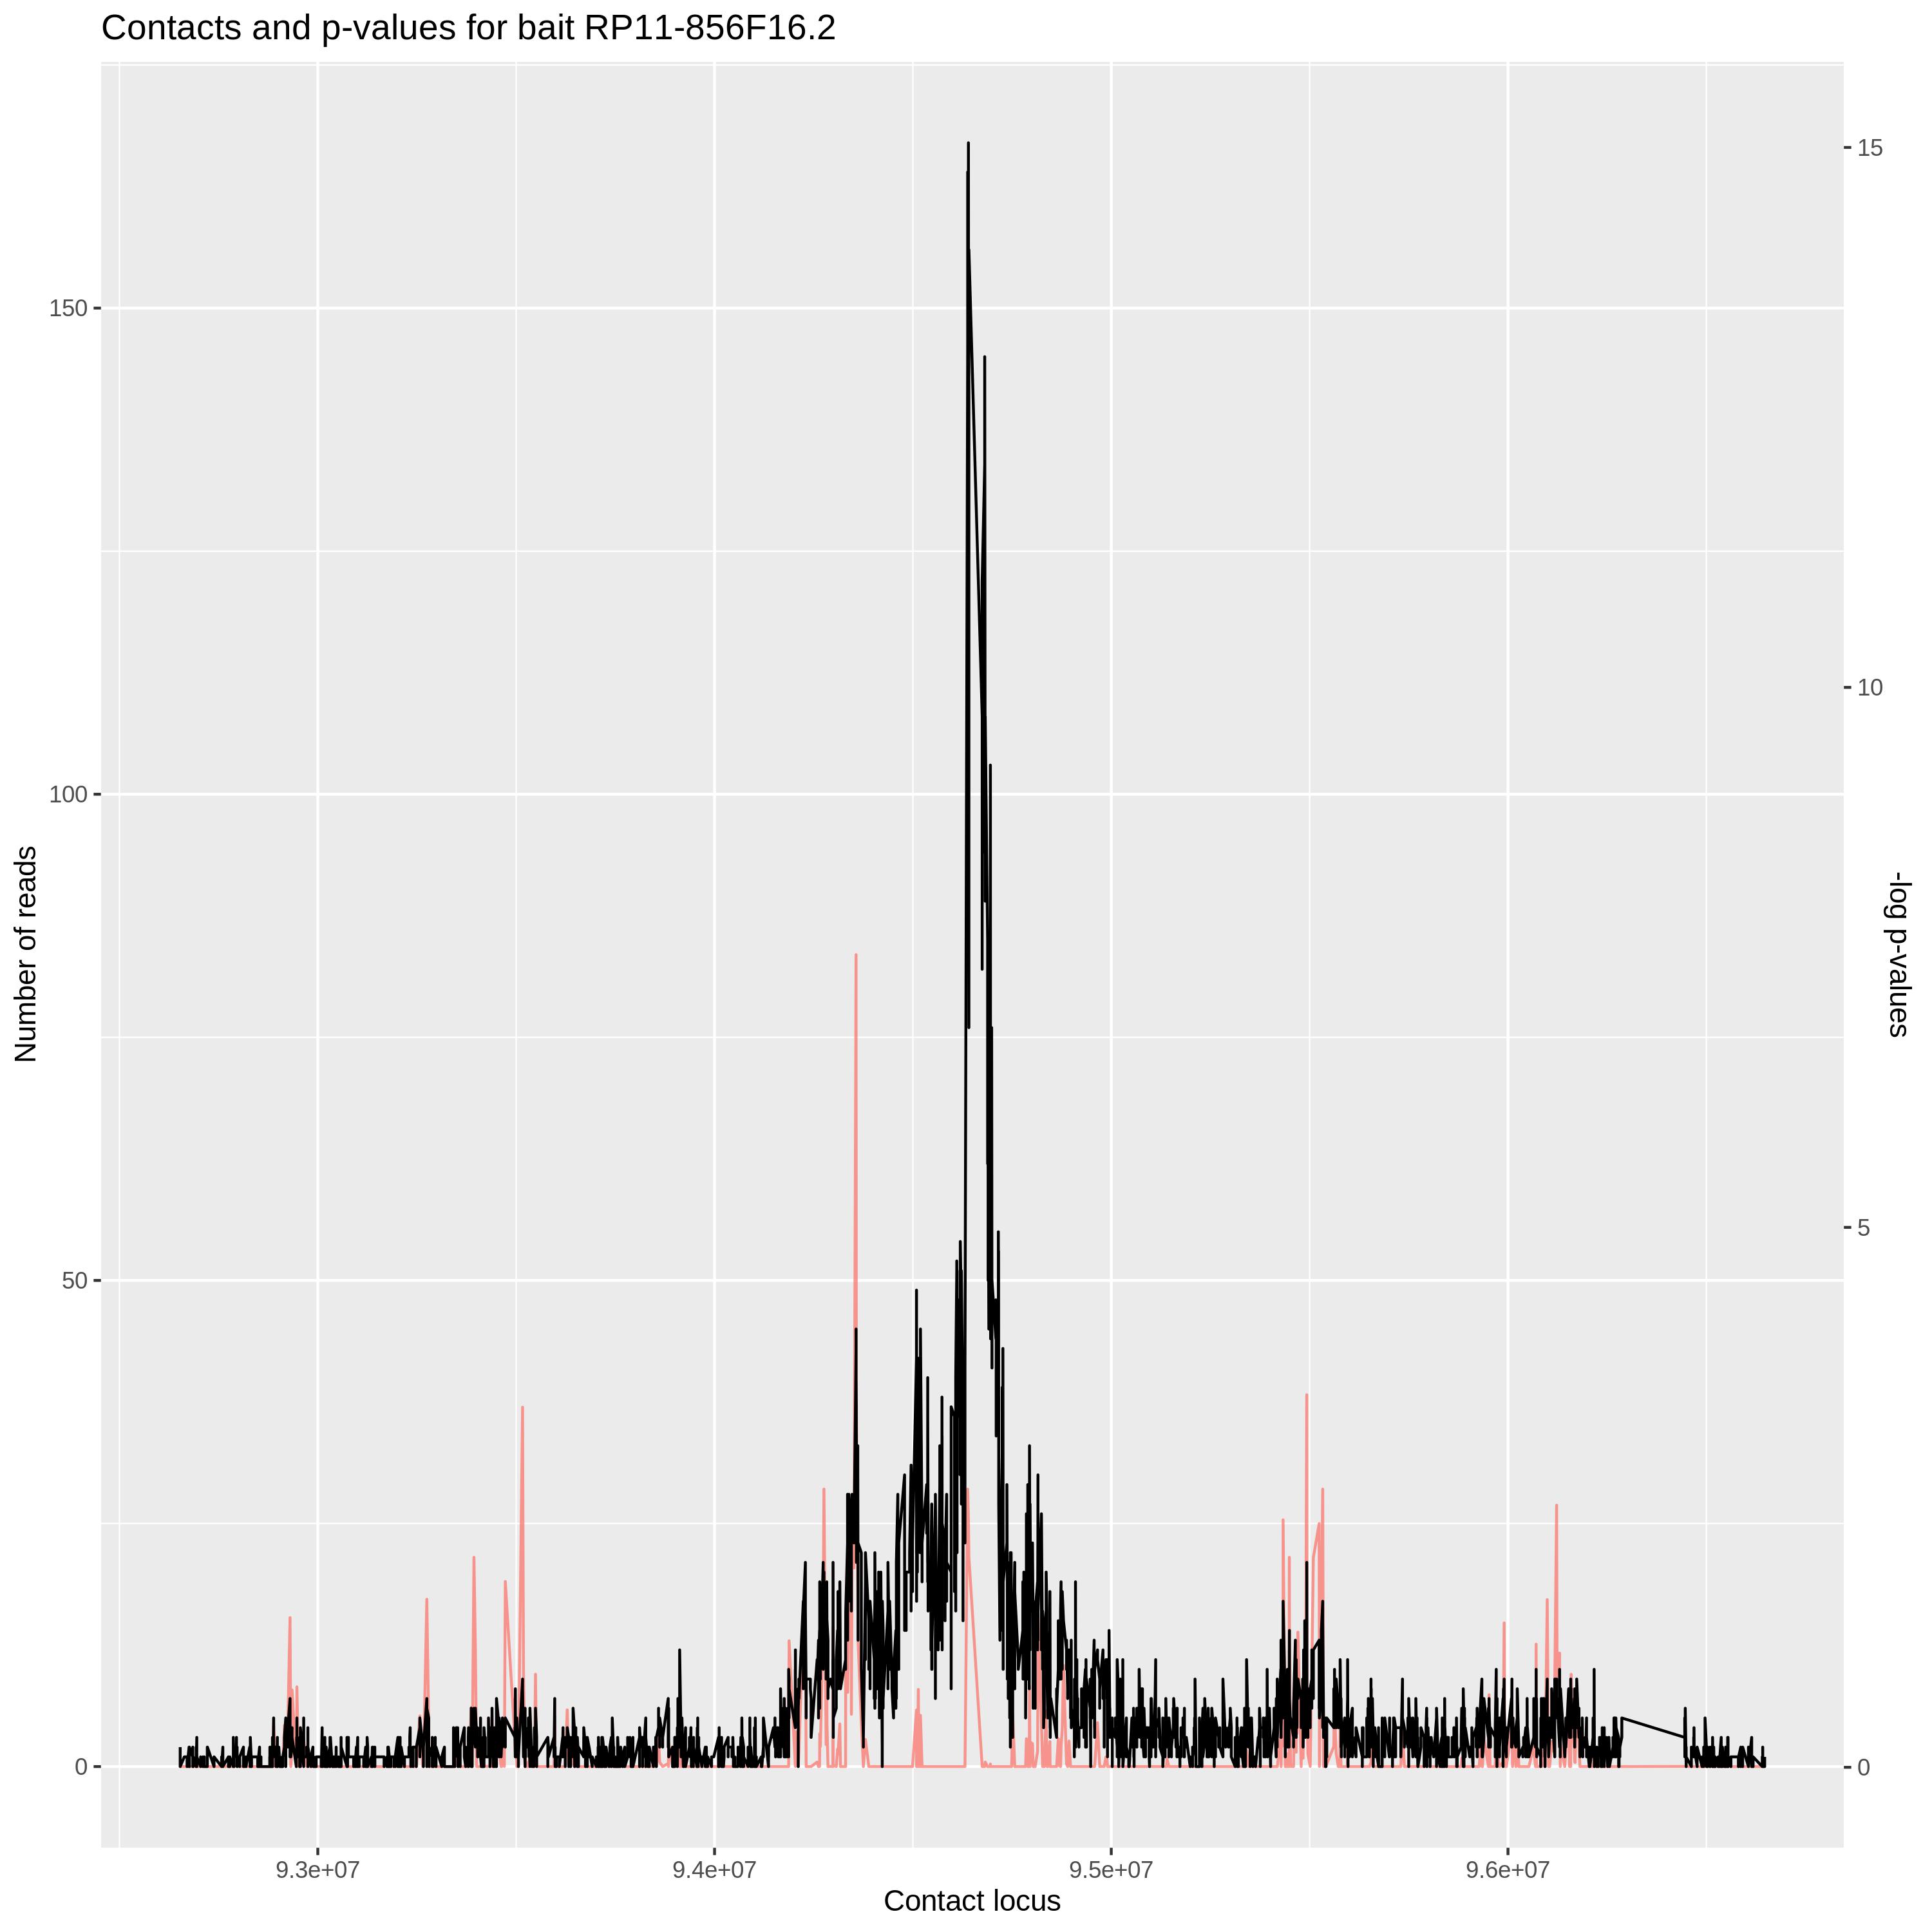 Contacts and p-values for bait RP11-856F16.2
150
100
50
0
Number of reads
15
10
5
0
-log p-values
9.3e+07
9.4e+07
9.5e+07
9.6e+07
Contact locus